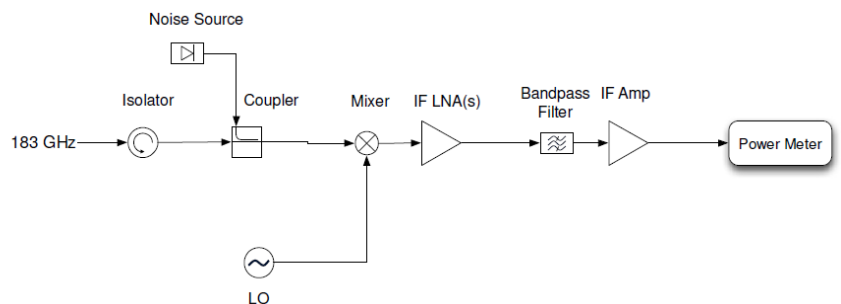 Noise Source
Isolator
Coupler
Mixer
IF LNA(s)
Bandpass
Filter
IF Amp
183 GHz
Power Meter
LO